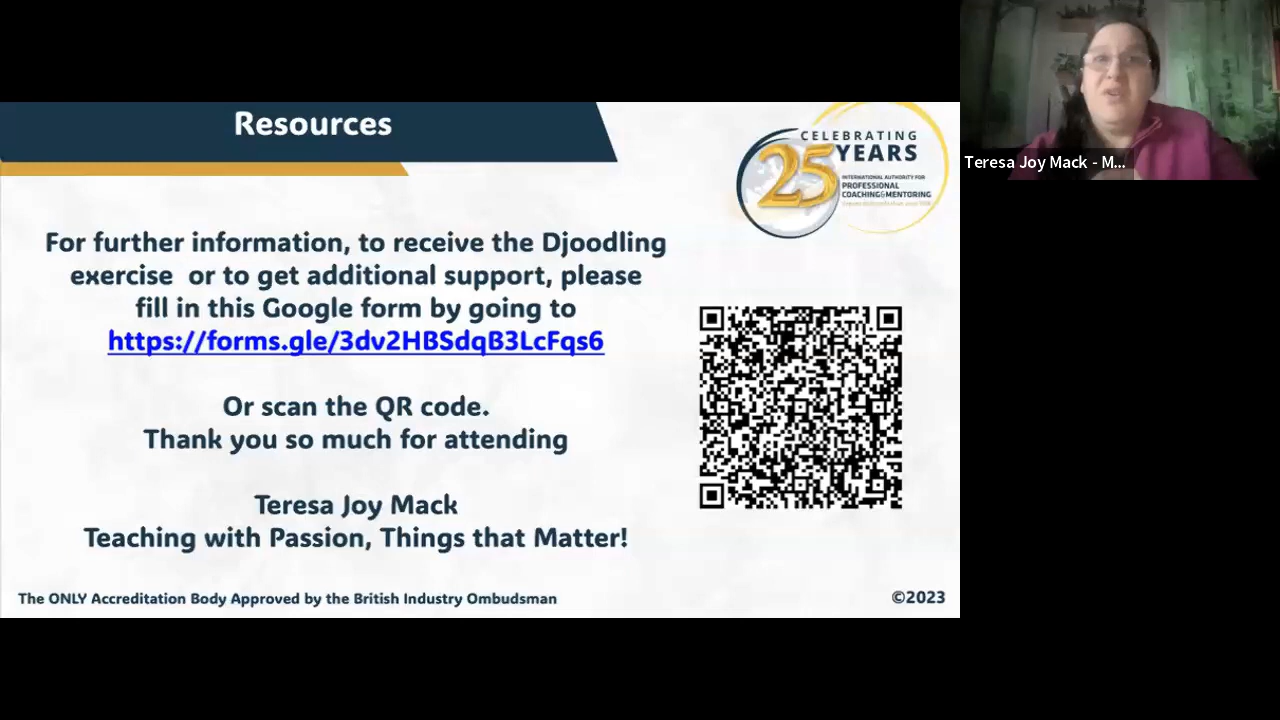 Resources
CELEBRATING
25 YEARS
INTERNATIONAL AUTHORITY FOR
PROFESSIONAL
COACHING & MENTORING
For further information, to receive the Djoodling
exercise or to get additional support, please
fill in this Google form by going to
https://forms.gle/3dv2HBSdqB3LcFqs6
Or scan the QR code.
Thank you so much for attending
Teresa Joy Mack
Teaching with Passion, Things that Matter!
The ONLY Accreditation Body Approved by the British Industry Ombudsman
©2023
Teresa Joy Mack - M...